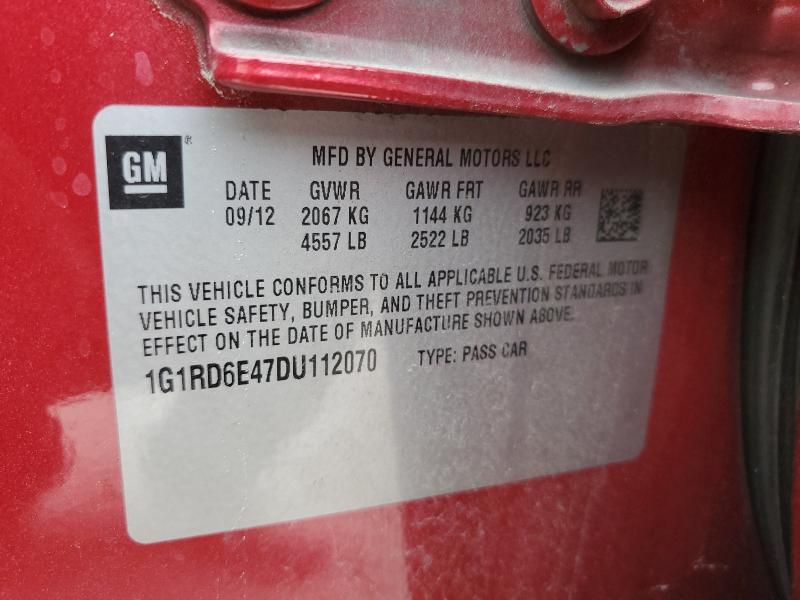 GM®
MFD BY GENERAL MOTORS LLC
DATE GVWR GAWR FRT GAWR RR
09/12 2067 KG 1144 KG 923 KG
4557 LB 2522 LB 2035 LB
THIS VEHICLE CONFORMS TO ALL APPLICABLE U.S. FEDERAL MOTOR
VEHICLE SAFETY, BUMPER, AND THEFT PREVENTION STANDARDS IN
EFFECT ON THE DATE OF MANUFACTURE SHOWN ABOVE.
1G1RD6E47DU112070 TYPE: PASS CAR